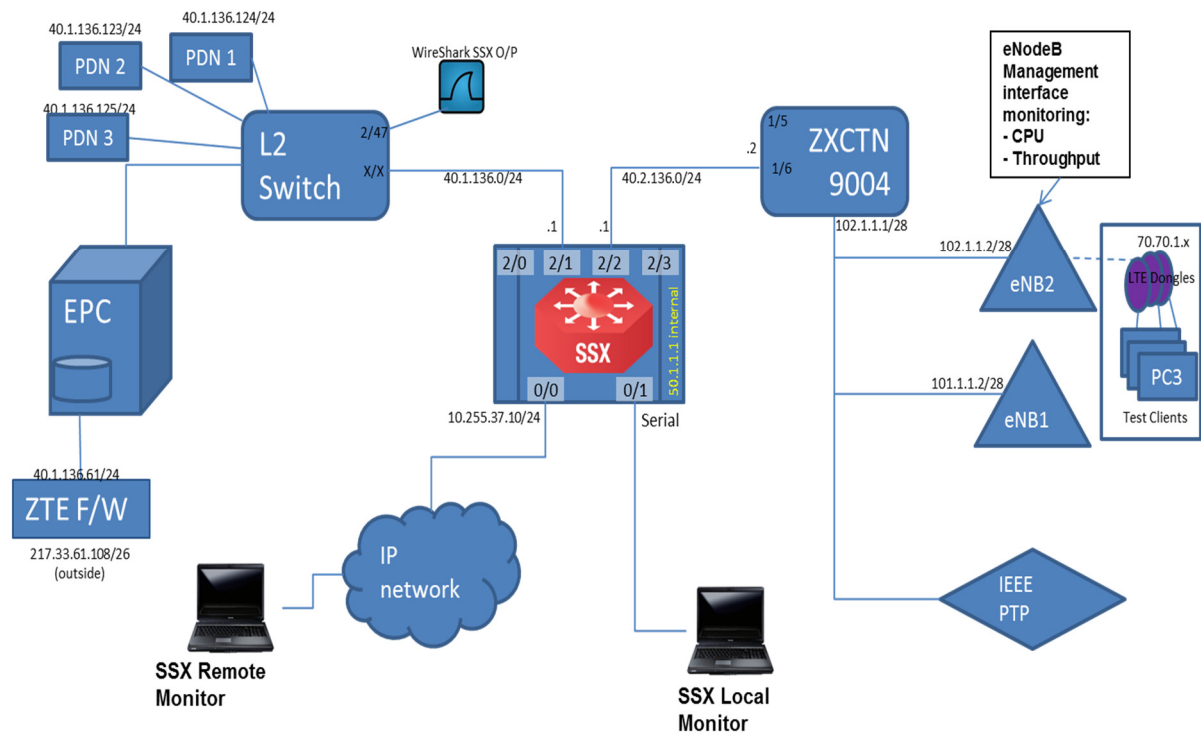 40.1.136.124/24
40.1.136.123/24
PDN 1
PDN 2
40.1.136.125/24
PDN 3
WireShark SSX O/P
L2
Switch
2/47
X/X
40.1.136.0/24
.1
40.2.136.0/24
.1
.2
1/5
1/6
ZXCTN
9004
102.1.1.1/28
eNodeB
Management
interface
monitoring:
- CPU
- Throughput
102.1.1.2/28
eNB2
70.70.1.x
LTE Dongles
PC3
Test Clients
101.1.1.2/28
eNB1
2/0
2/1
2/2
2/3
SSX
50.1.1.1 internal
0/0
0/1
10.255.37.10/24
Serial
EPC
40.1.136.61/24
ZTE F/W
217.33.61.108/26
(outside)
IP
network
SSX Remote
Monitor
SSX Local
Monitor
IEEE
PTP